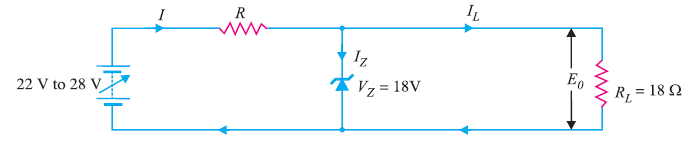 I R I_L
I_Z
22 V to 28 V V_Z = 18V E_0 R_L = 18 Ω